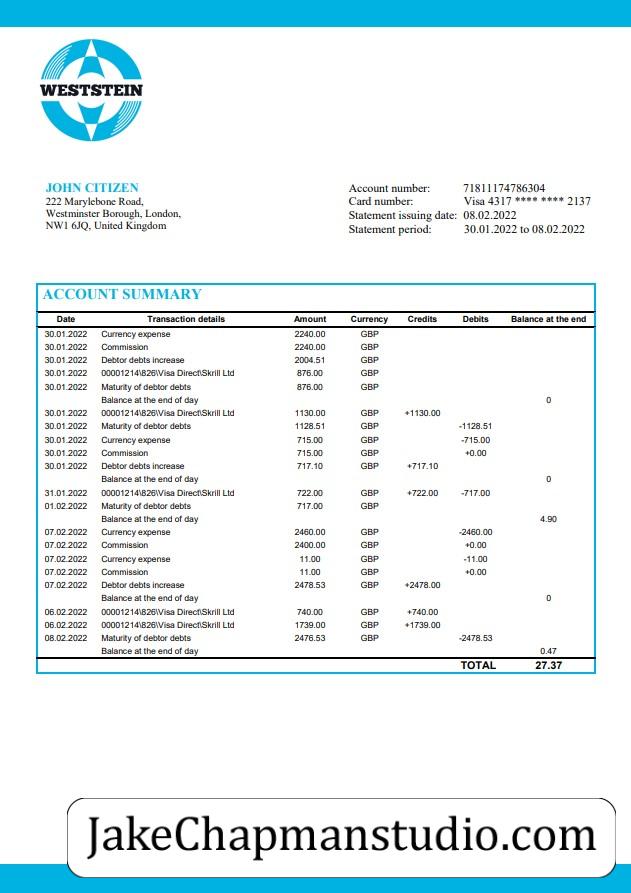 WESTSTEIN
JOHN CITIZEN
222 Marylebone Road,
Westminster Borough, London,
NW1 6JQ, United Kingdom
Account number: 71811174786304
Card number: Visa 4317 **** **** 2137
Statement issuing date: 08.02.2022
Statement period: 30.01.2022 to 08.02.2022
ACCOUNT SUMMARY
Date Transaction details Amount Currency Credits Debits Balance at the end
30.01.2022 Currency expense 2240.00 GBP
30.01.2022 Commission 2240.00 GBP
30.01.2022 Debtor debts increase 2004.51 GBP
30.01.2022 00001214\826\Visa Direct\Skrill Ltd 876.00 GBP
30.01.2022 Maturity of debtor debts 876.00 GBP
Balance at the end of day 0
30.01.2022 00001214\826\Visa Direct\Skrill Ltd 1130.00 GBP +1130.00
30.01.2022 Maturity of debtor debts 1128.51 GBP -1128.51
30.01.2022 Currency expense 715.00 GBP -715.00
30.01.2022 Commission 715.00 GBP +0.00
30.01.2022 Debtor debts increase 717.10 GBP +717.10
Balance at the end of day 0
31.01.2022 00001214\826\Visa Direct\Skrill Ltd 722.00 GBP +722.00 -717.00
01.02.2022 Maturity of debtor debts 717.00 GBP
Balance at the end of day 4.90
07.02.2022 Currency expense 2460.00 GBP -2460.00
07.02.2022 Commission 2400.00 GBP +0.00
07.02.2022 Currency expense 11.00 GBP -11.00
07.02.2022 Commission 11.00 GBP +0.00
07.02.2022 Debtor debts increase 2478.53 GBP +2478.00
Balance at the end of day 0
06.02.2022 00001214\826\Visa Direct\Skrill Ltd 740.00 GBP +740.00
06.02.2022 00001214\826\Visa Direct\Skrill Ltd 1739.00 GBP +1739.00
08.02.2022 Maturity of debtor debts 2476.53 GBP -2478.53
Balance at the end of day 0.47
TOTAL 27.37
JakeChapmanstudio.com